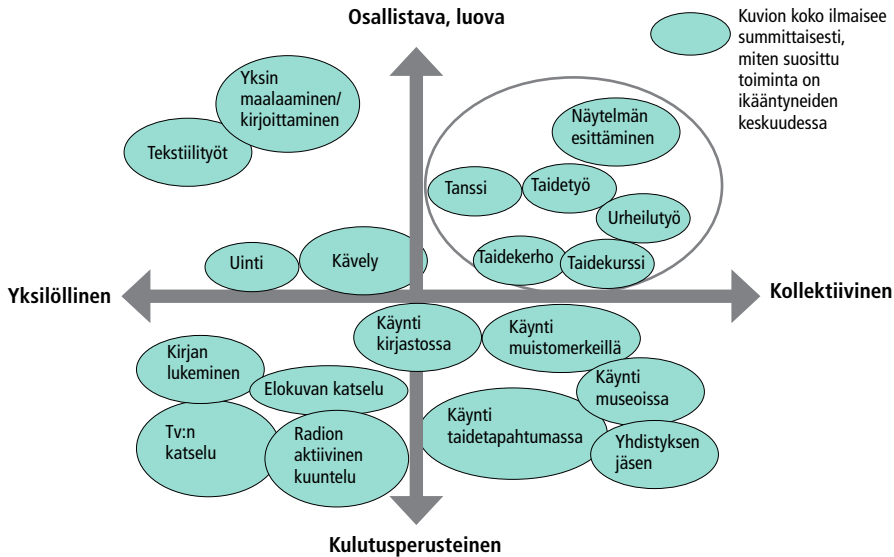 Osallistava, luova
Kuvion koko ilmaisee
summittaisesti,
miten suosittu
toiminta on
ikääntyneiden
keskuudessa
Yksin
maalaaminen/
kirjoittaminen
Tekstiilityöt
Näytelmän
esittäminen
Tanssi
Taidetyö
Urheilutyö
Uinti
Kävely
Taidekerho
Taidekurssi
Yksilöllinen
Kollektiivinen
Käynti
kirjastossa
Käynti
muistomerkeillä
Kirjan
lukeminen
Elokuvan katselu
Käynti
museoissa
Tv:n
katselu
Radion
aktiivinen
kuuntelu
Käynti
taidetapahtumassa
Yhdistyksen
jäsen
Kulutusperusteinen